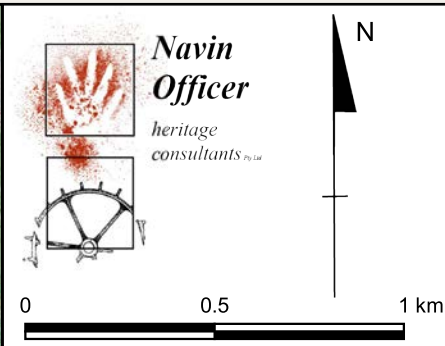 Navin
Officer
heritage
consultants Pty Ltd
N
0 0.5 1 km